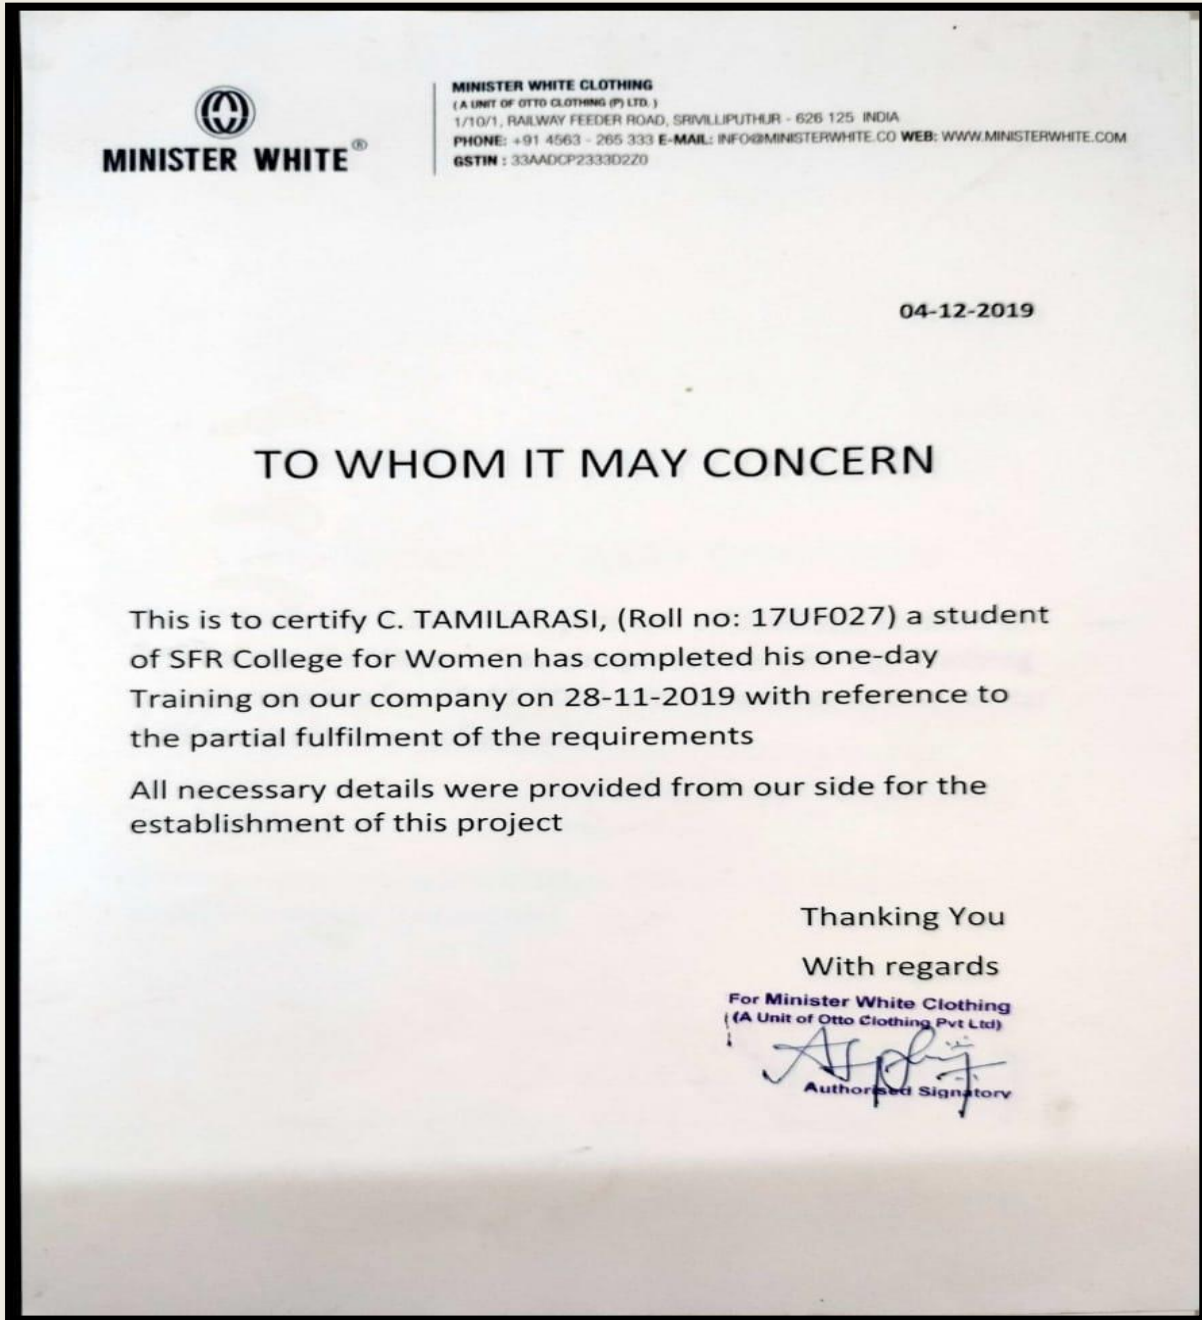 MINISTER WHITE®
MINISTER WHITE CLOTHING
(A UNIT OF OTTO CLOTHING (P) LTD.)
1/10/1, RAILWAY FEEDER ROAD, SRIVILLIPUTHUR - 626 125 INDIA
PHONE: +91 4563 - 265 333 E-MAIL: INFO@MINISTERWHITE.CO WEB: WWW.MINISTERWHITE.COM
GSTIN : 33AADCP2333D2Z0
04-12-2019
TO WHOM IT MAY CONCERN
This is to certify C. TAMILARASI, (Roll no: 17UF027) a student
of SFR College for Women has completed his one-day
Training on our company on 28-11-2019 with reference to
the partial fulfilment of the requirements
All necessary details were provided from our side for the
establishment of this project
Thanking You
With regards
For Minister White Clothing
(A Unit of Otto Clothing Pvt Ltd)
Authorised Signatory